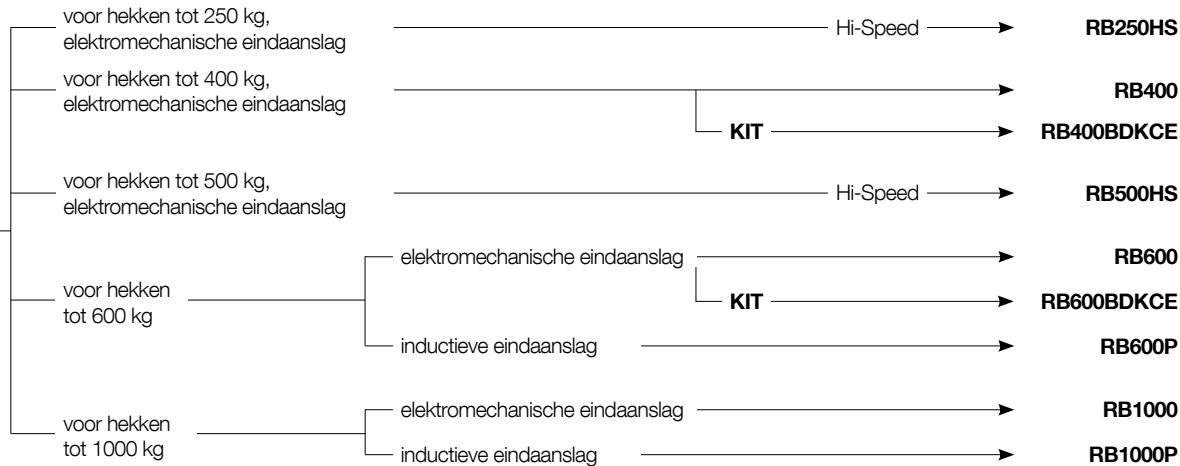 voor hekken tot 250 kg,
elektromechanische eindaanslag
Hi-Speed
RB250HS
voor hekken tot 400 kg,
elektromechanische eindaanslag
RB400
KIT
RB400BDKCE
voor hekken tot 500 kg,
elektromechanische eindaanslag
Hi-Speed
RB500HS
voor hekken
tot 600 kg
elektromechanische eindaanslag
RB600
KIT
RB600BDKCE
inductieve eindaanslag
RB600P
voor hekken
tot 1000 kg
elektromechanische eindaanslag
RB1000
inductieve eindaanslag
RB1000P